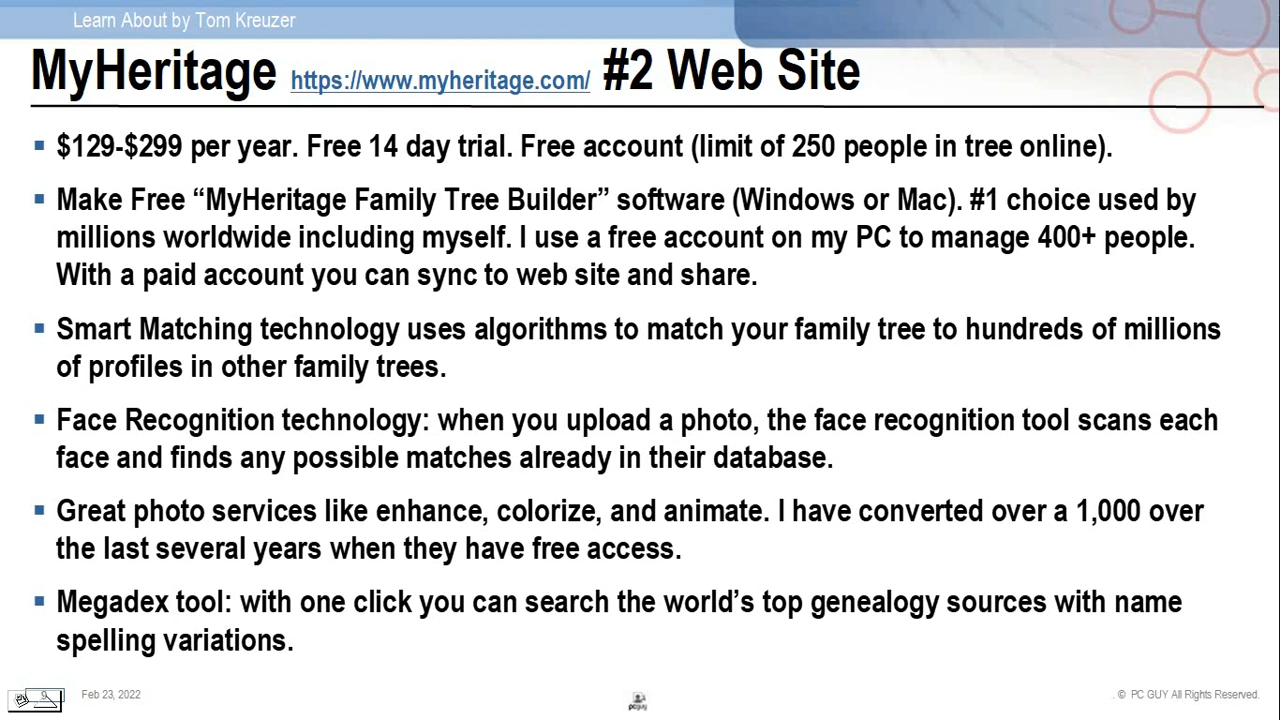 Learn About by Tom Kreuzer
MyHeritage https://www.myheritage.com/ #2 Web Site
▪ $129-$299 per year. Free 14 day trial. Free account (limit of 250 people in tree online).
▪ Make Free “MyHeritage Family Tree Builder” software (Windows or Mac). #1 choice used by
millions worldwide including myself. I use a free account on my PC to manage 400+ people.
With a paid account you can sync to web site and share.
▪ Smart Matching technology uses algorithms to match your family tree to hundreds of millions
of profiles in other family trees.
▪ Face Recognition technology: when you upload a photo, the face recognition tool scans each
face and finds any possible matches already in their database.
▪ Great photo services like enhance, colorize, and animate. I have converted over a 1,000 over
the last several years when they have free access.
▪ Megadex tool: with one click you can search the world’s top genealogy sources with name
spelling variations.
9 Feb 23, 2022 pcguy . © PC GUY All Rights Reserved.